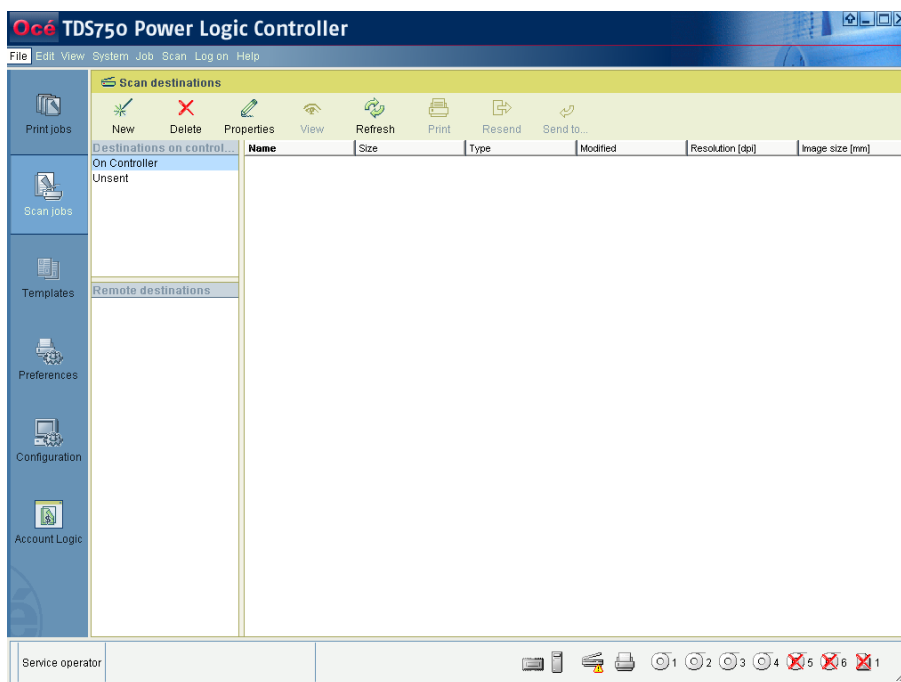 Océ TDS750 Power Logic Controller
File Edit View System Job Scan Log on Help
Scan destinations
New Delete Properties View Refresh Print Resend Send to...
Destinations on control...
On Controller
Unsent
Remote destinations
Name Size Type Modified Resolution [dpi] Image size [mm]
Print jobs
Scan jobs
Templates
Preferences
Configuration
Account Logic
Service operator
1 2 3 4 5 6 1